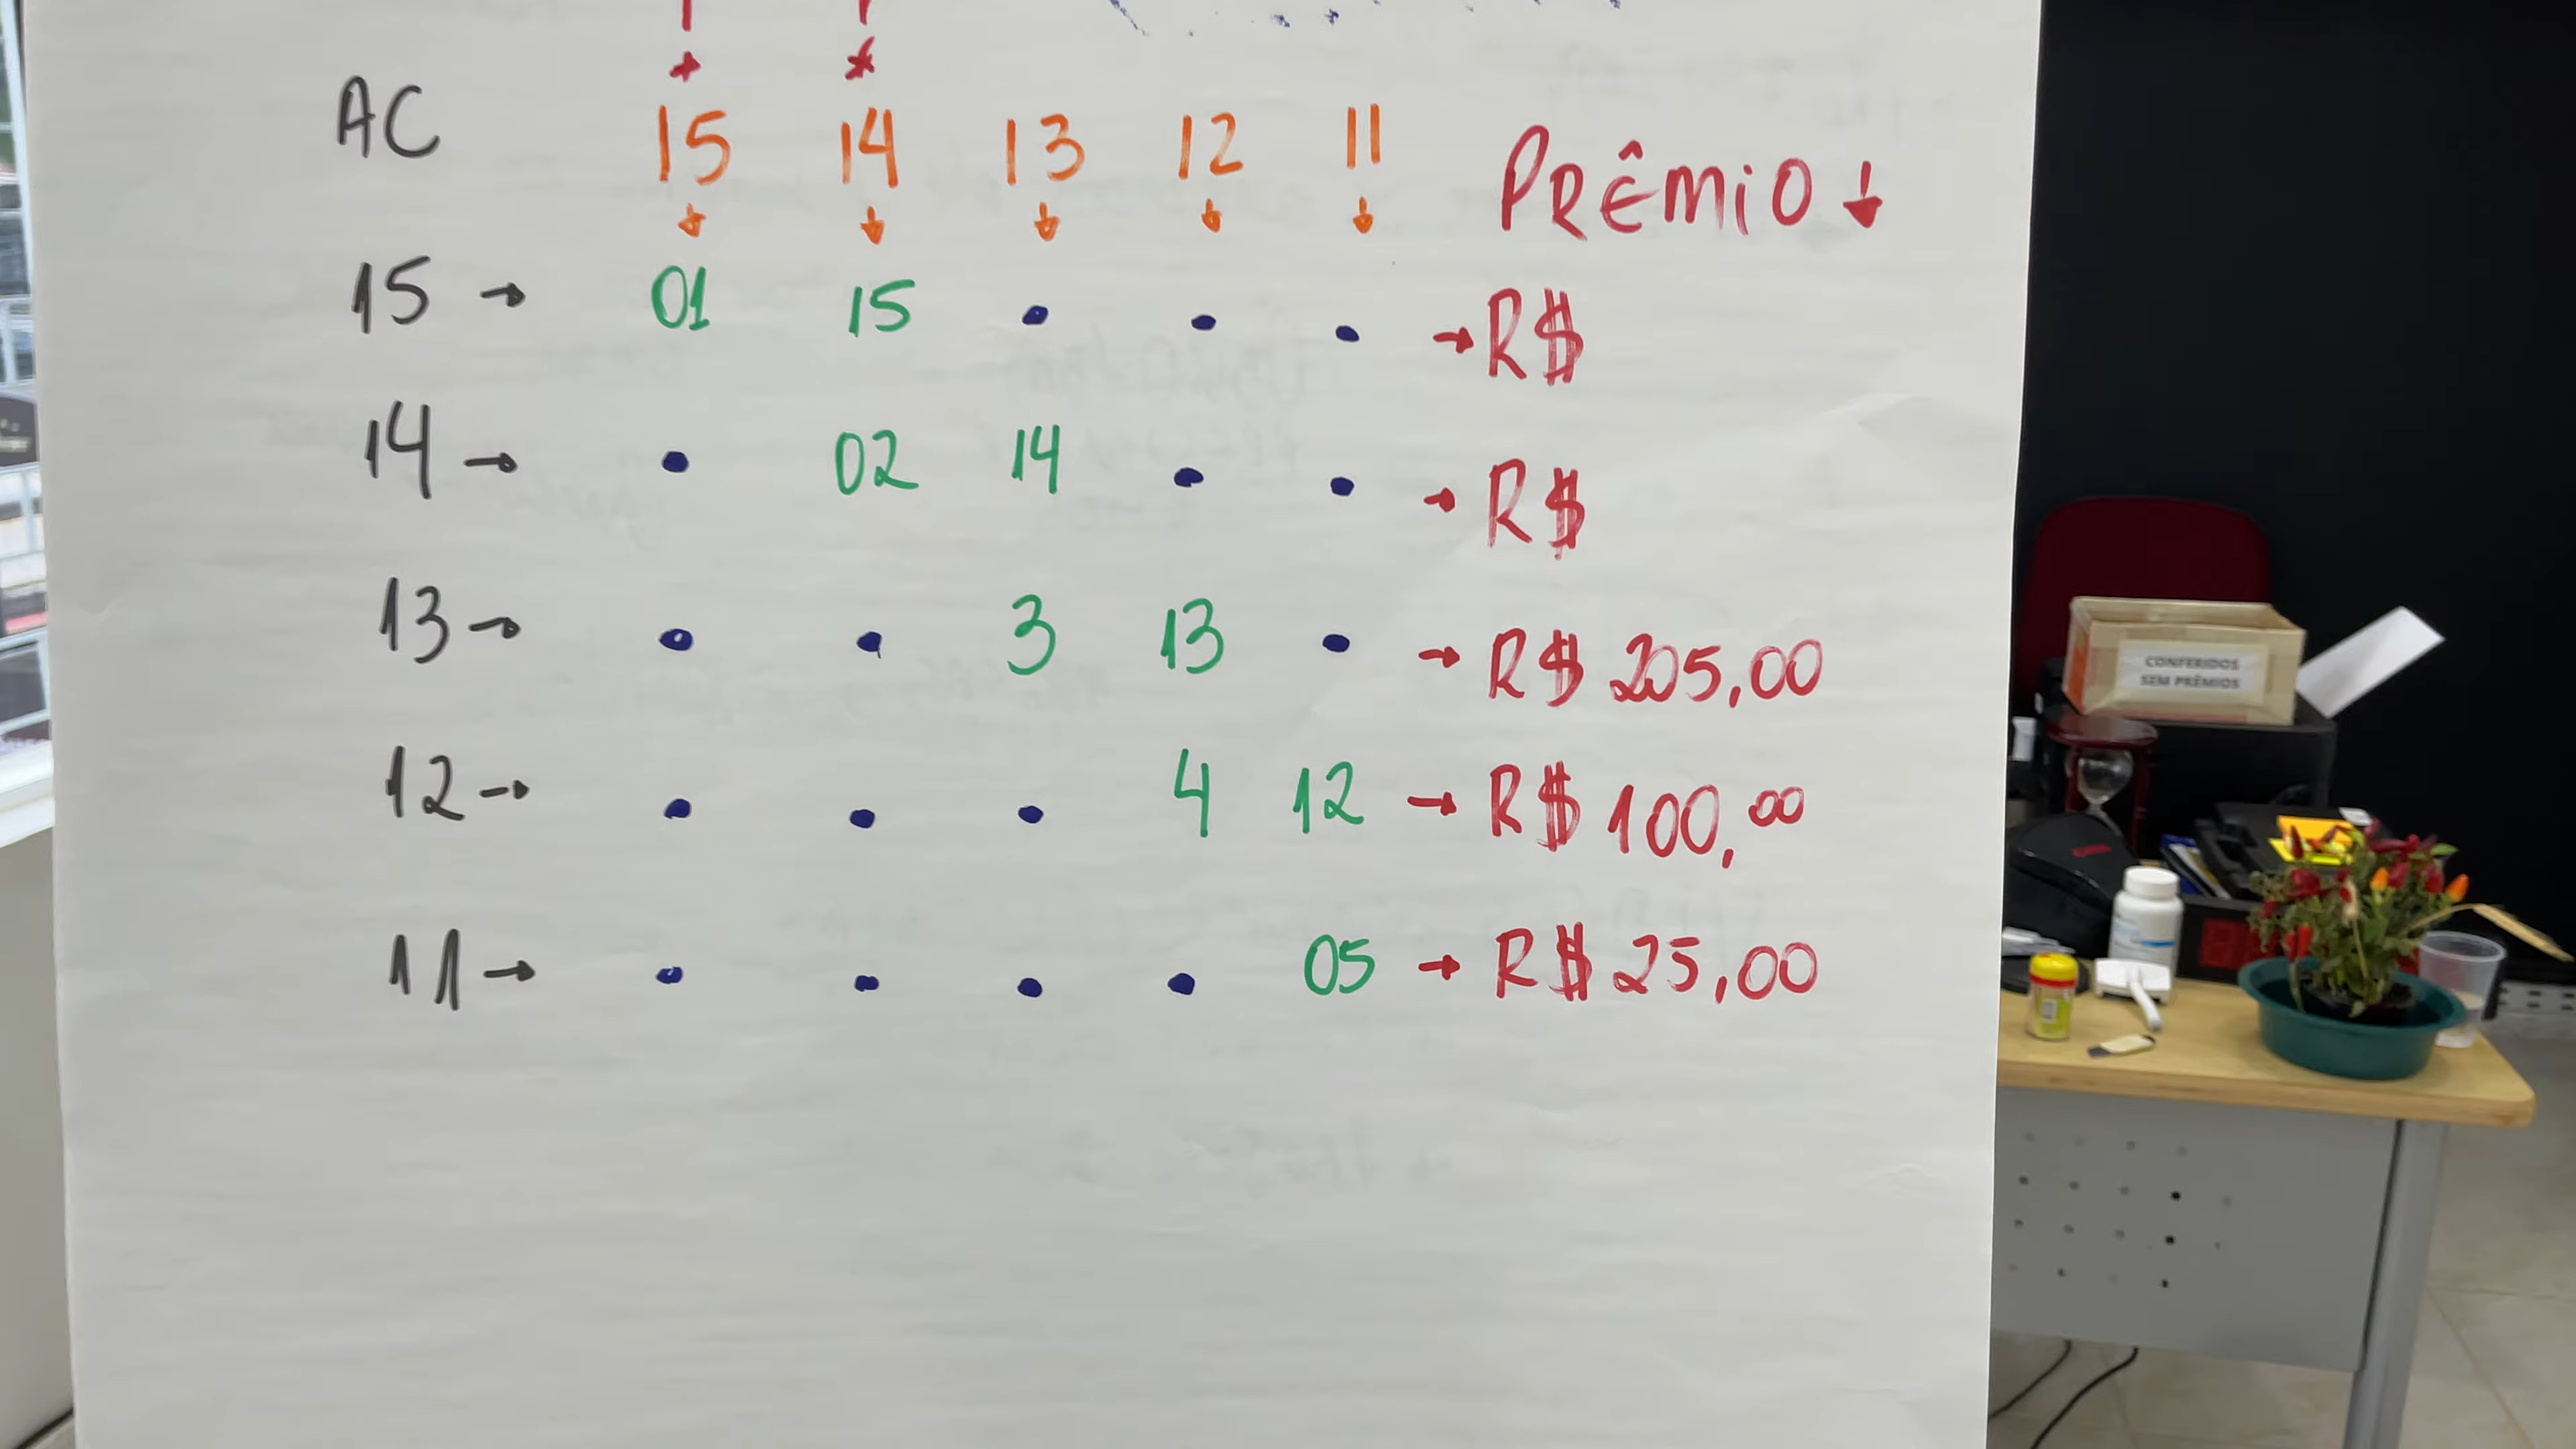 AC 15 14 13 12 11 PRÊMIO ↓
↓ ↓ ↓ ↓ ↓
15 → 01 15 • • • → R$
14 → • 02 14 • • → R$
13 → • • 3 13 • → R$ 205,00
12 → • • • 4 12 → R$ 100,00
11 → • • • • 05 → R$ 25,00
CONFERIDOS
SEM PRÊMIOS